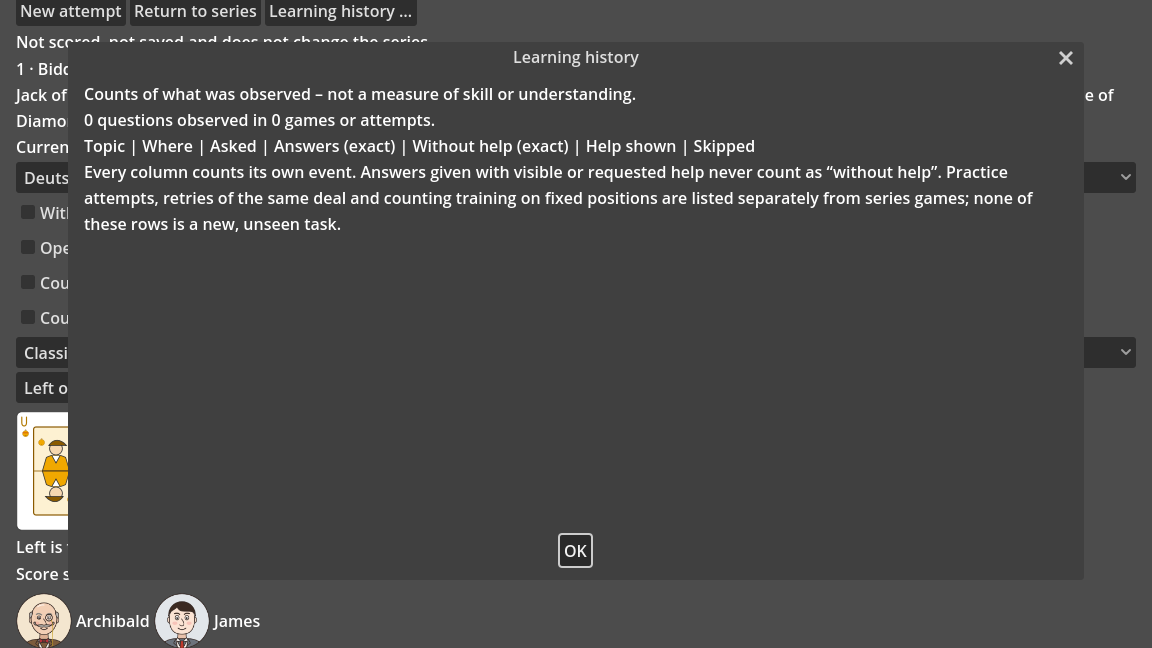 New attempt Return to series Learning history ...
Not scored, not saved and does not change the series.
Learning history
1 · Bidd
Counts of what was observed – not a measure of skill or understanding.
Jack of
e of
0 questions observed in 0 games or attempts.
Diamo
Topic | Where | Asked | Answers (exact) | Without help (exact) | Help shown | Skipped
Curren
Every column counts its own event. Answers given with visible or requested help never count as “without help”. Practice
Deuts
attempts, retries of the same deal and counting training on fixed positions are listed separately from series games; none of
With
these rows is a new, unseen task.
Ope
Cou
Cou
Classi
Left o
U
Left is
OK
Score s
Archibald James